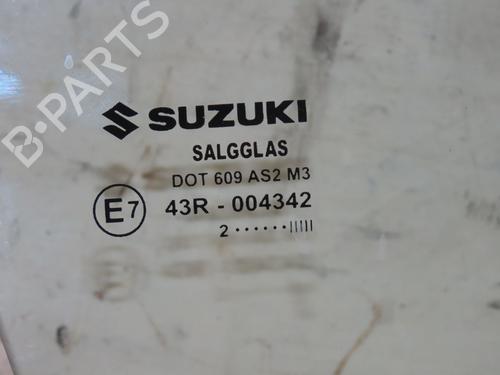 B-PARTS
SUZUKI
SALGGLAS
DOT 609 AS2 M3
E7 43R - 004342
2 ······|||||